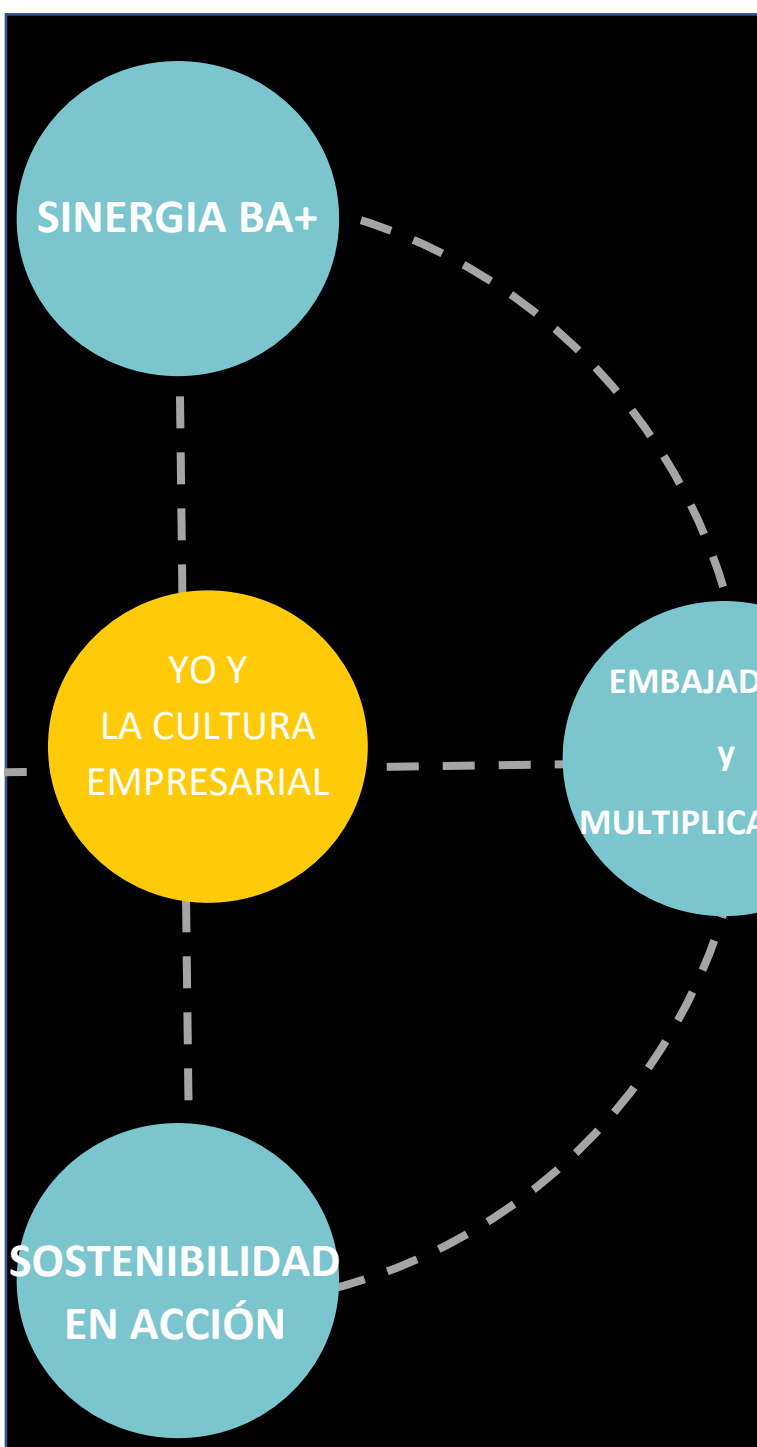 SINERGIA BA+
YO Y
LA CULTURA
EMPRESARIAL
y
SOSTENIBILIDAD
EN ACCIÓN